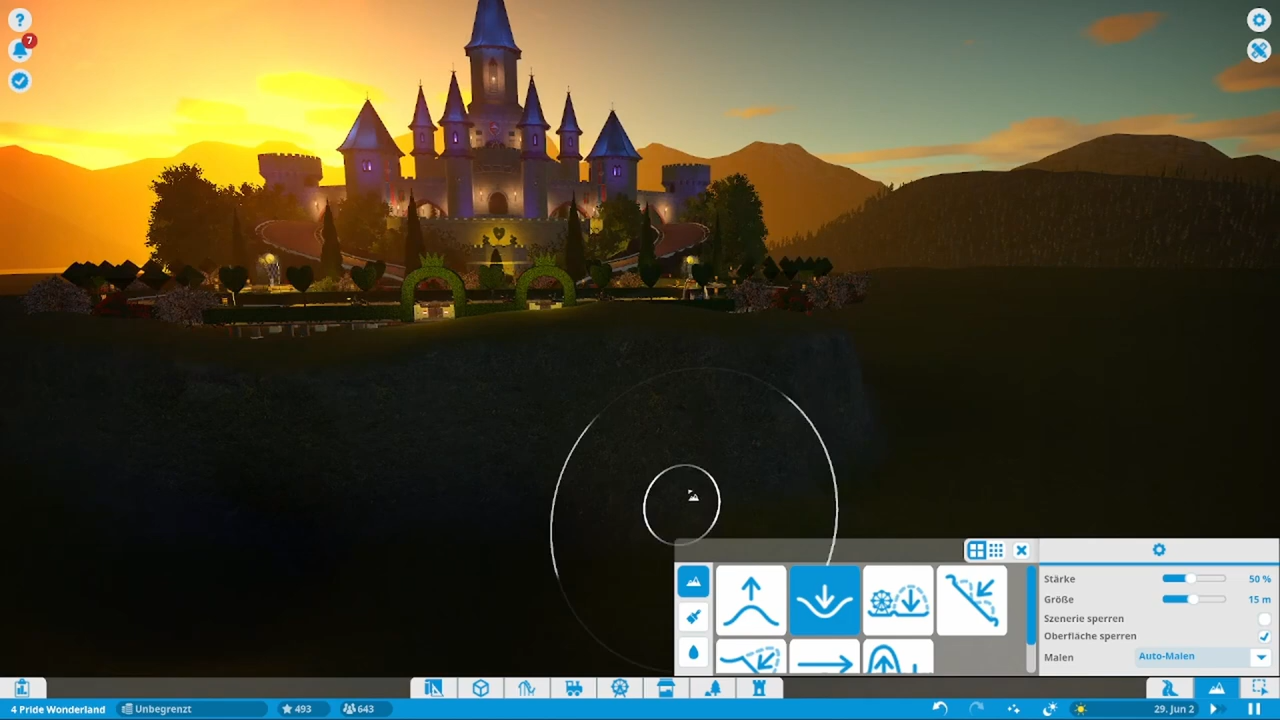 7
Stärke 50 %
Größe 15 m
Szenerie sperren
Oberfläche sperren
Malen Auto-Malen
4 Pride Wonderland Unbegrenzt 493 643 29. Jun 2